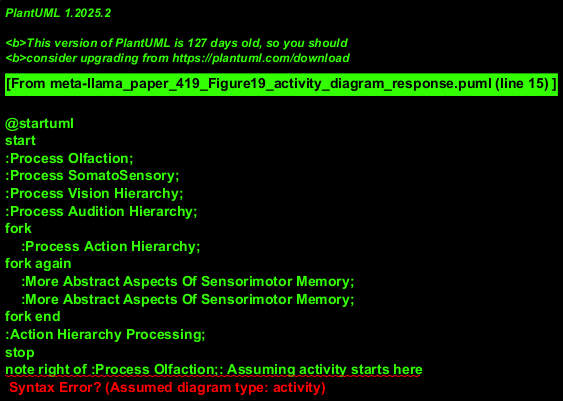 PlantUML 1.2025.2
<b>This version of PlantUML is 127 days old, so you should
<b>consider upgrading from https://plantuml.com/download
[From meta-llama_paper_419_Figure19_activity_diagram_response.puml (line 15) ]
@startuml
start
:Process Olfaction;
:Process SomatoSensory;
:Process Vision Hierarchy;
:Process Audition Hierarchy;
fork
:Process Action Hierarchy;
fork again
:More Abstract Aspects Of Sensorimotor Memory;
:More Abstract Aspects Of Sensorimotor Memory;
fork end
:Action Hierarchy Processing;
stop
note right of :Process Olfaction;: Assuming activity starts here
Syntax Error? (Assumed diagram type: activity)